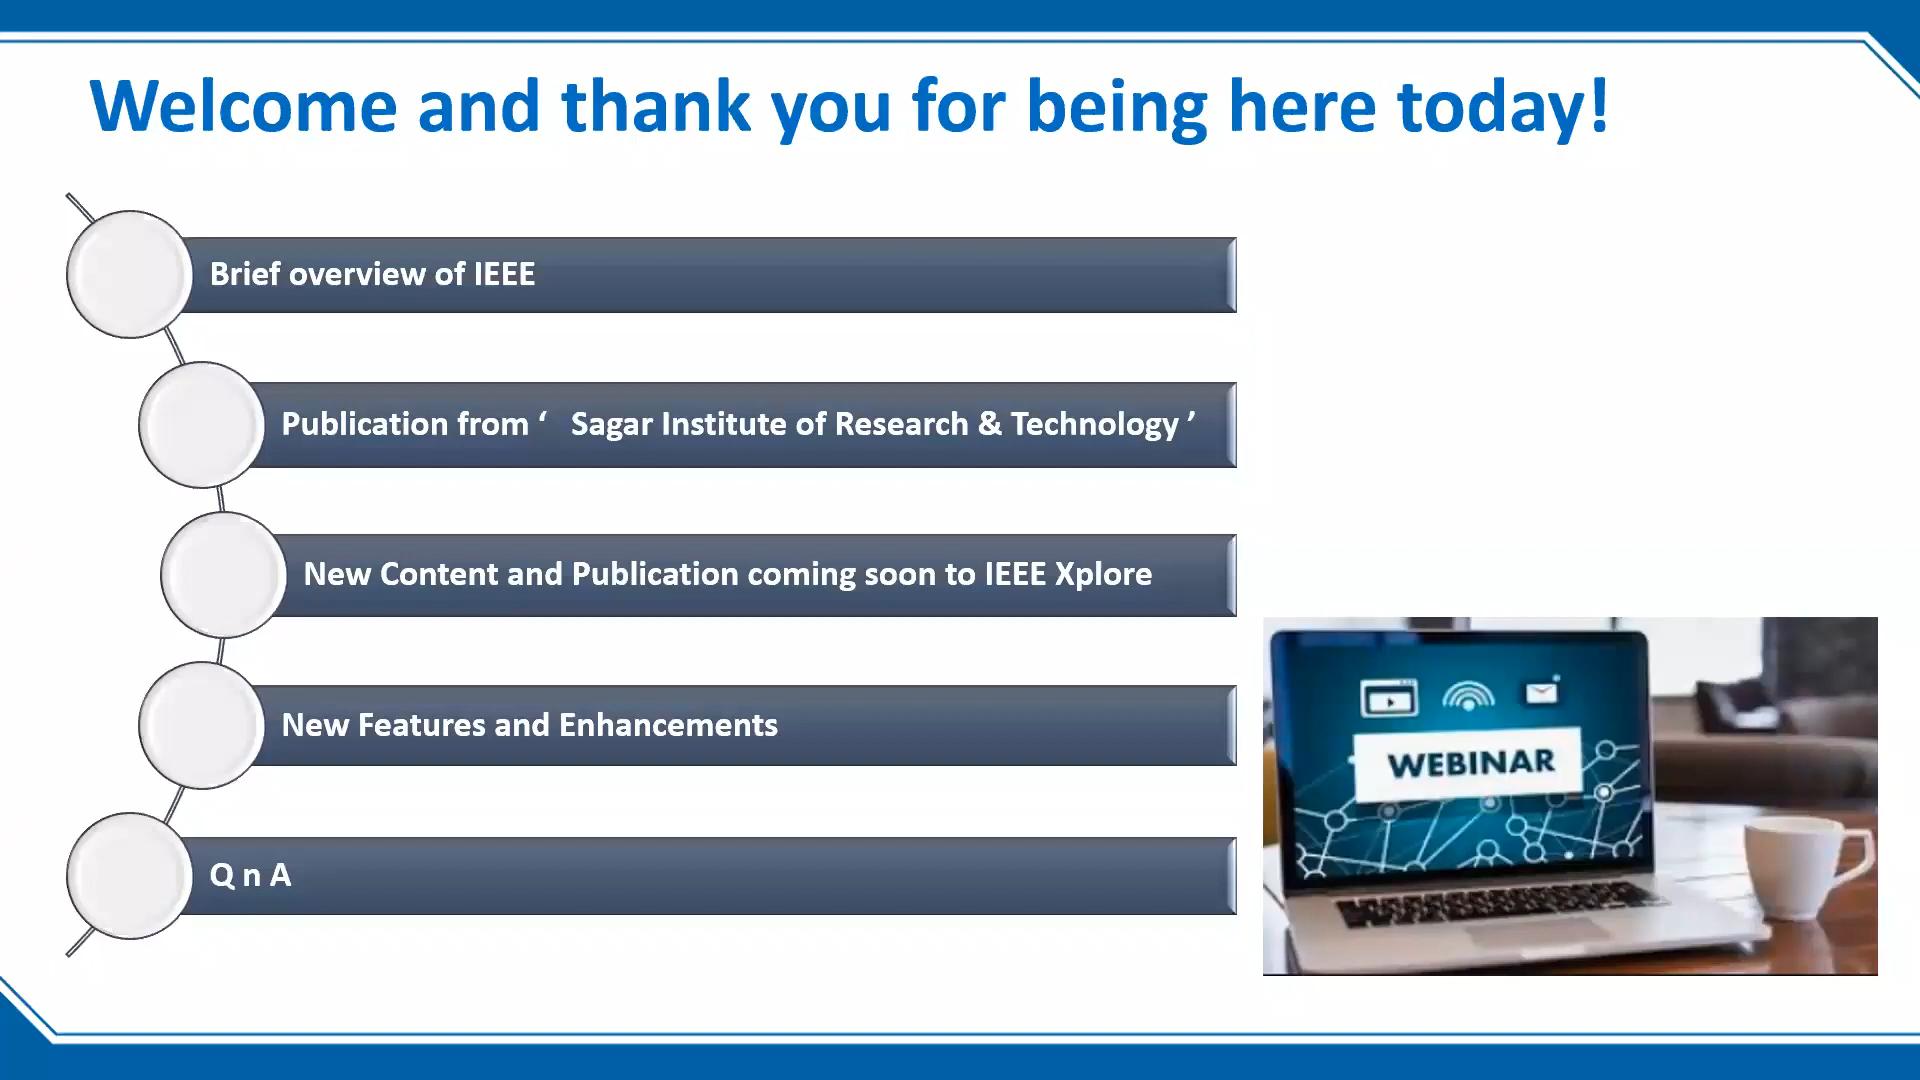 Welcome and thank you for being here today!
Brief overview of IEEE
Publication from ‘ Sagar Institute of Research & Technology ’
New Content and Publication coming soon to IEEE Xplore
New Features and Enhancements
Q n A
WEBINAR